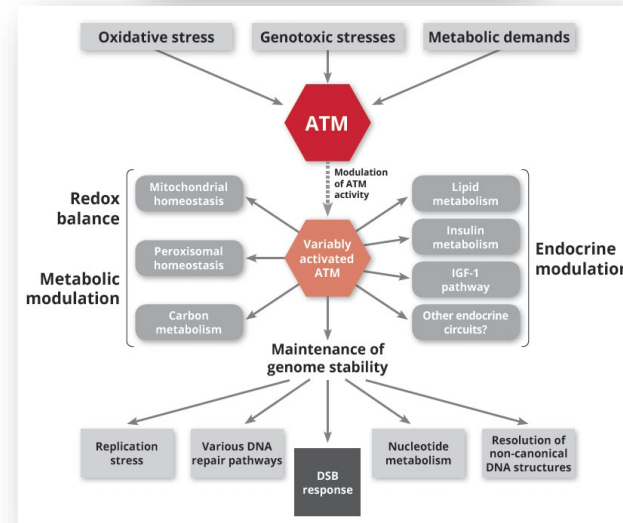 Oxidative stress
Genotoxic stresses
Metabolic demands
ATM
Modulation
of ATM
activity
Redox
balance
Metabolic
modulation
Mitochondrial
homeostasis
Peroxisomal
homeostasis
Carbon
metabolism
Variably
activated
ATM
Lipid
metabolism
Insulin
metabolism
IGF-1
pathway
Other endocrine
circuits?
Endocrine
modulation
Maintenance of
genome stability
Replication
stress
Various DNA
repair pathways
DSB
response
Nucleotide
metabolism
Resolution of
non-canonical
DNA structures